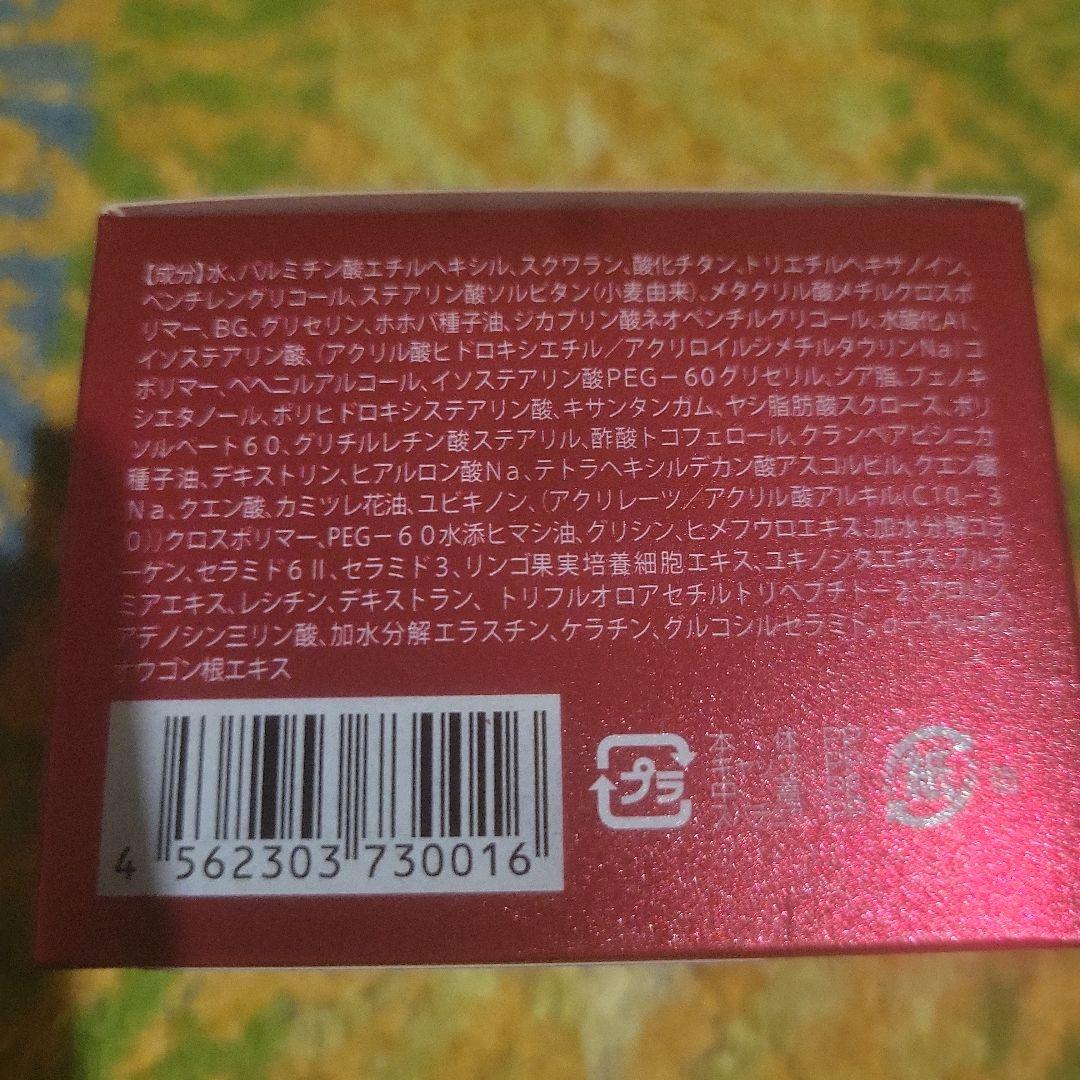 【成分】水、パルミチン酸エチルヘキシル、スクワラン、酸化チタン、トリエチルヘキサノイン、
ペンチレングリコール、ステアリン酸ソルビタン(小麦由来)、メタクリル酸メチルクロスポ
リマー、BG、グリセリン、ホホバ種子油、ジカプリン酸ネオペンチルグリコール、水酸化Al、
イソステアリン酸、(アクリル酸ヒドロキシエチル／アクリロイルジメチルタウリンNa)コ
ポリマー、ベヘニルアルコール、イソステアリン酸PEG－60グリセリル、シア脂、フェノキ
シエタノール、ポリヒドロキシステアリン酸、キサンタンガム、ヤシ脂肪酸スクロース、ポリ
ソルベート60、グリチルレチン酸ステアリル、酢酸トコフェロール、クランベアビシニカ
種子油、デキストリン、ヒアルロン酸Na、テトラヘキシルデカン酸アスコルビル、クエン酸
Na、クエン酸、カミツレ花油、ユビキノン、(アクリレーツ／アクリル酸アルキル(C10－3
0))クロスポリマー、PEG－60水添ヒマシ油、グリシン、ヒメフウロエキス、加水分解コラ
ーゲン、セラミド6II、セラミド3、リンゴ果実培養細胞エキス、ユキノシタエキス、アルテ
ミアエキス、レシチン、デキストラン、トリフルオロアセチルトリペプチドー2、プロリン、
アデノシン三リン酸、加水分解エラスチン、ケラチン、グルコシルセラミド、
オウゴン根エキス
4 562303 730016
プラ
本体
紙